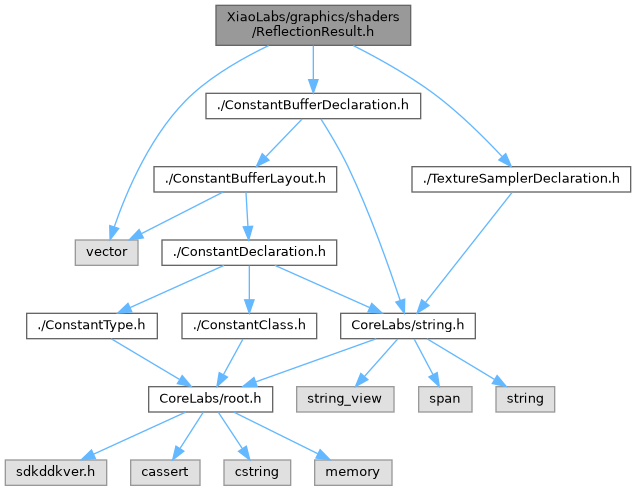 XiaoLabs/graphics/shaders
/ReflectionResult.h
./ConstantBufferDeclaration.h
./ConstantBufferLayout.h
./TextureSamplerDeclaration.h
vector
./ConstantDeclaration.h
./ConstantType.h
./ConstantClass.h
CoreLabs/string.h
CoreLabs/root.h
string_view
span
string
sdkddkver.h
cassert
cstring
memory